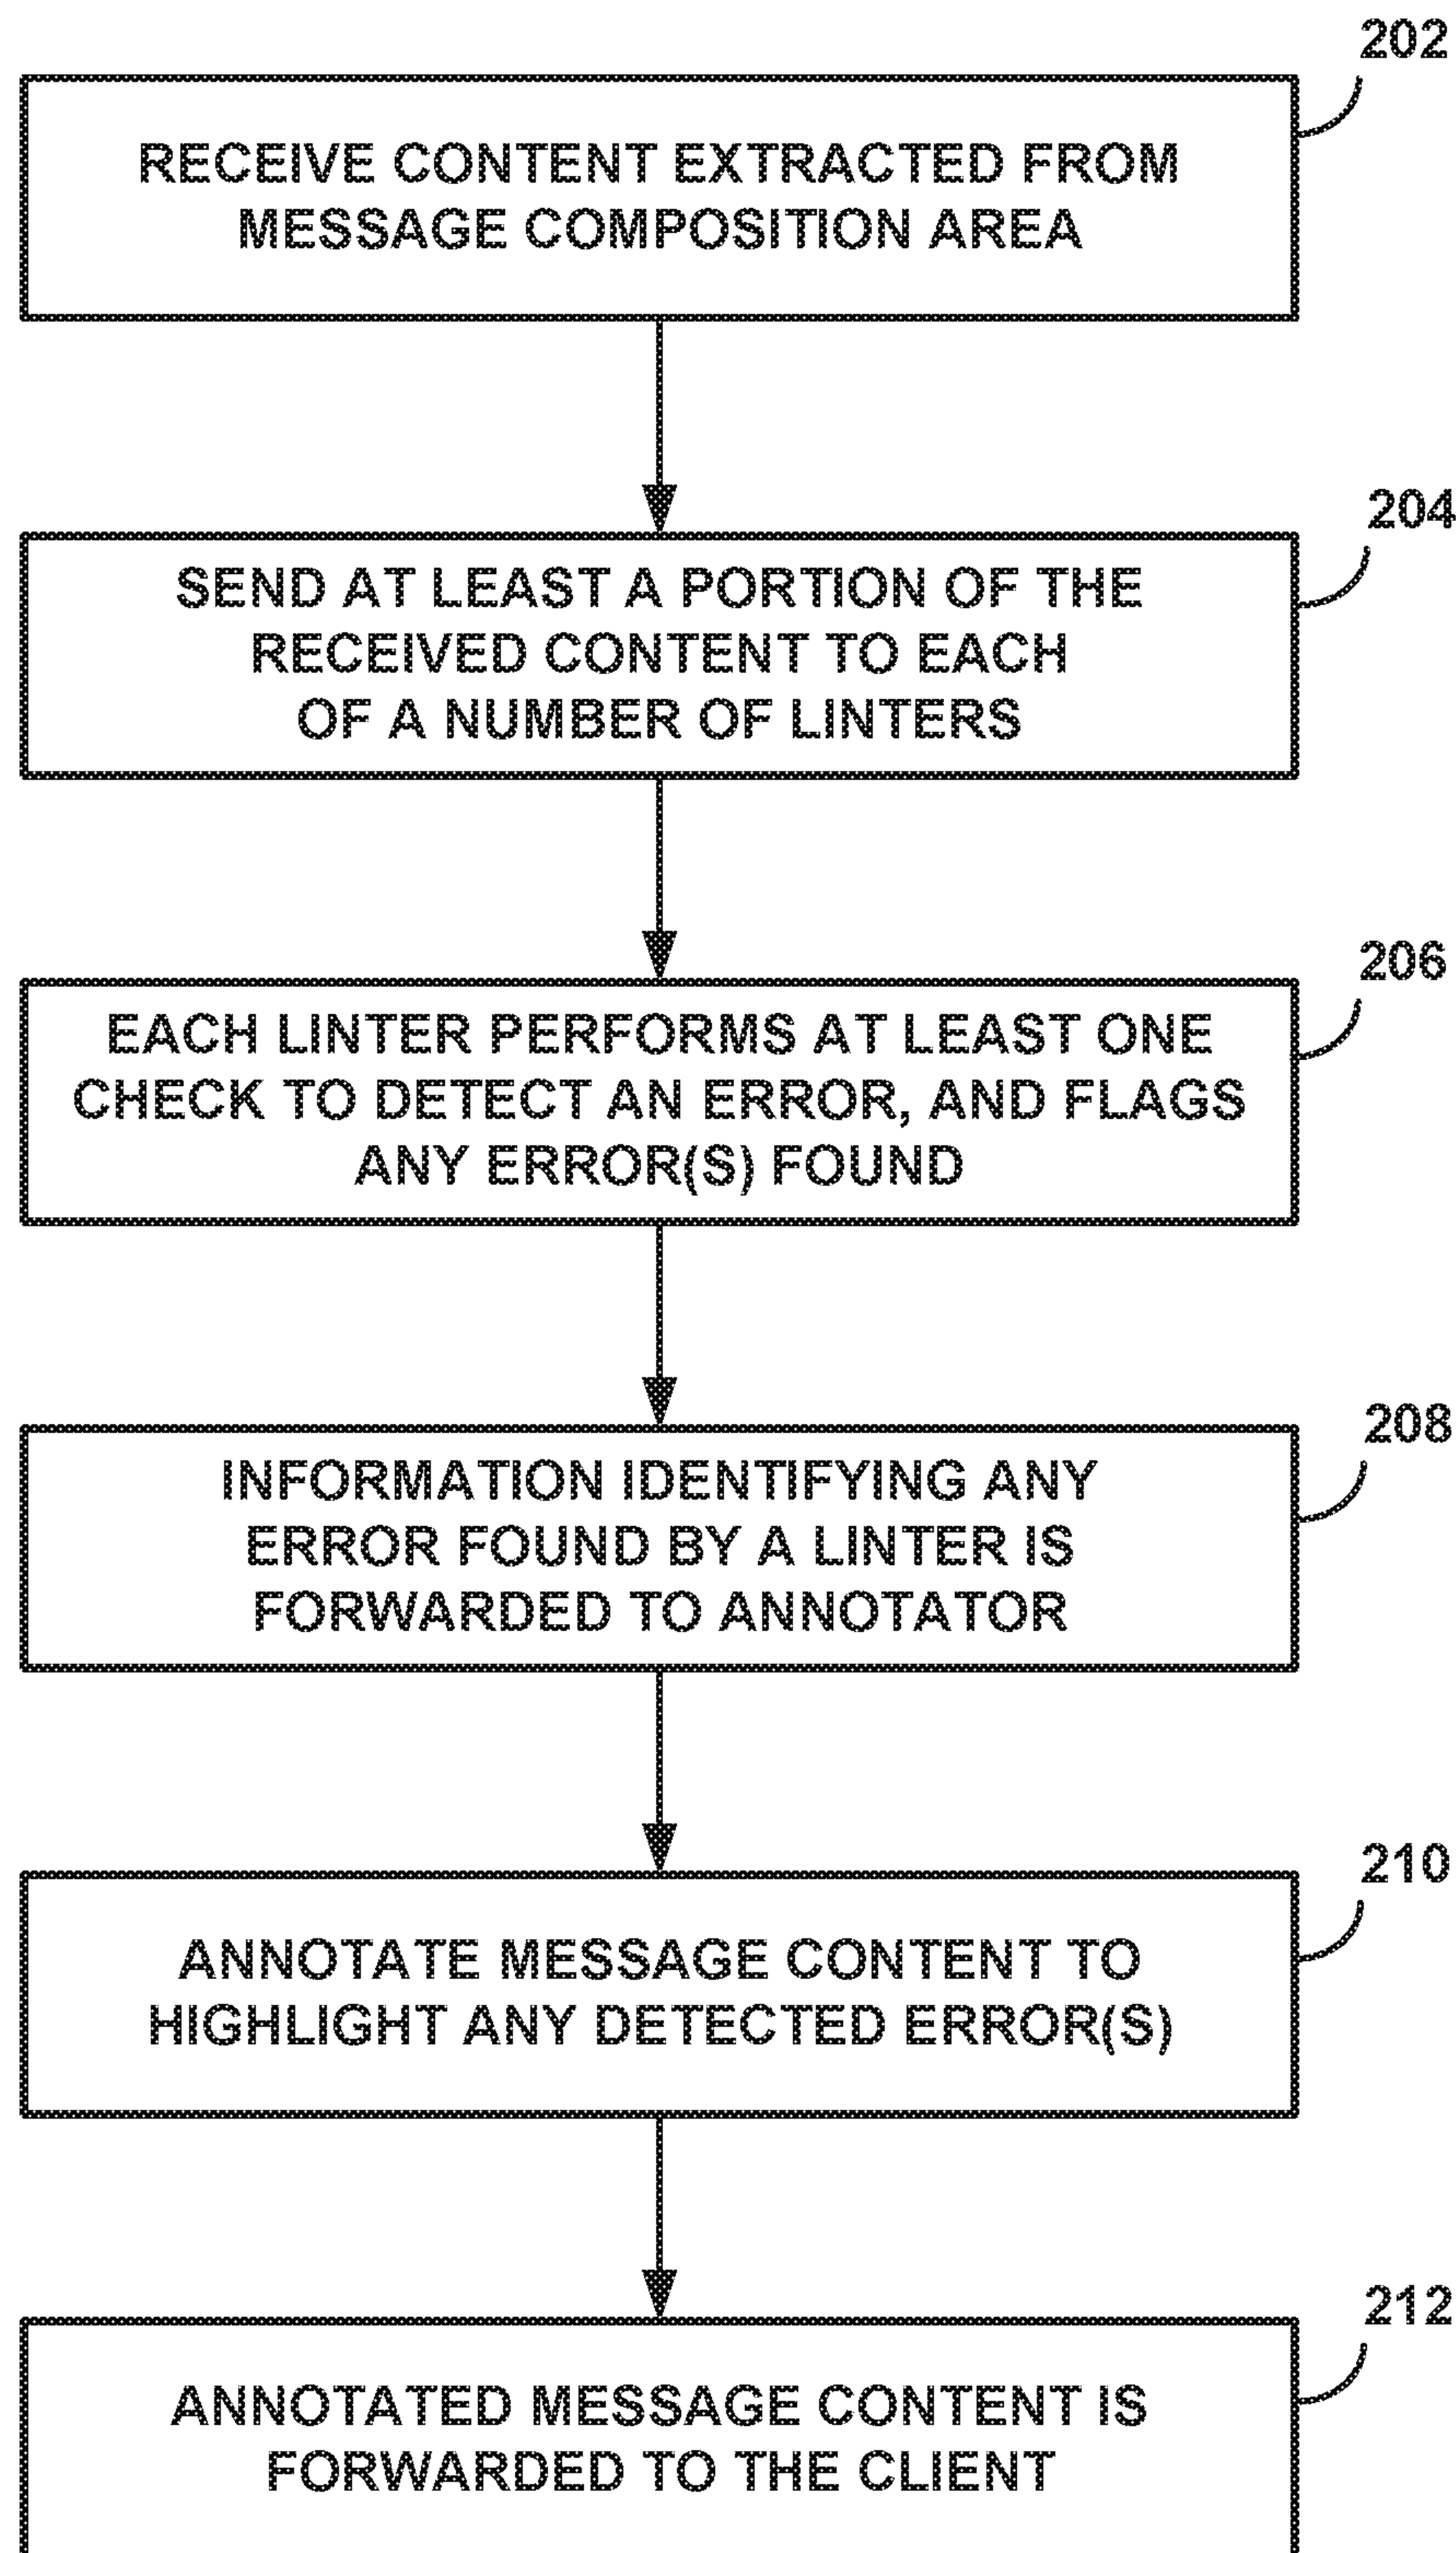 202
RECEIVE CONTENT EXTRACTED FROM
MESSAGE COMPOSITION AREA
204
SEND AT LEAST A PORTION OF THE
RECEIVED CONTENT TO EACH
OF A NUMBER OF LINTERS
206
EACH LINTER PERFORMS AT LEAST ONE
CHECK TO DETECT AN ERROR, AND FLAGS
ANY ERROR(S) FOUND
208
INFORMATION IDENTIFYING ANY
ERROR FOUND BY A LINTER IS
FORWARDED TO ANNOTATOR
210
ANNOTATE MESSAGE CONTENT TO
HIGHLIGHT ANY DETECTED ERROR(S)
212
ANNOTATED MESSAGE CONTENT IS
FORWARDED TO THE CLIENT